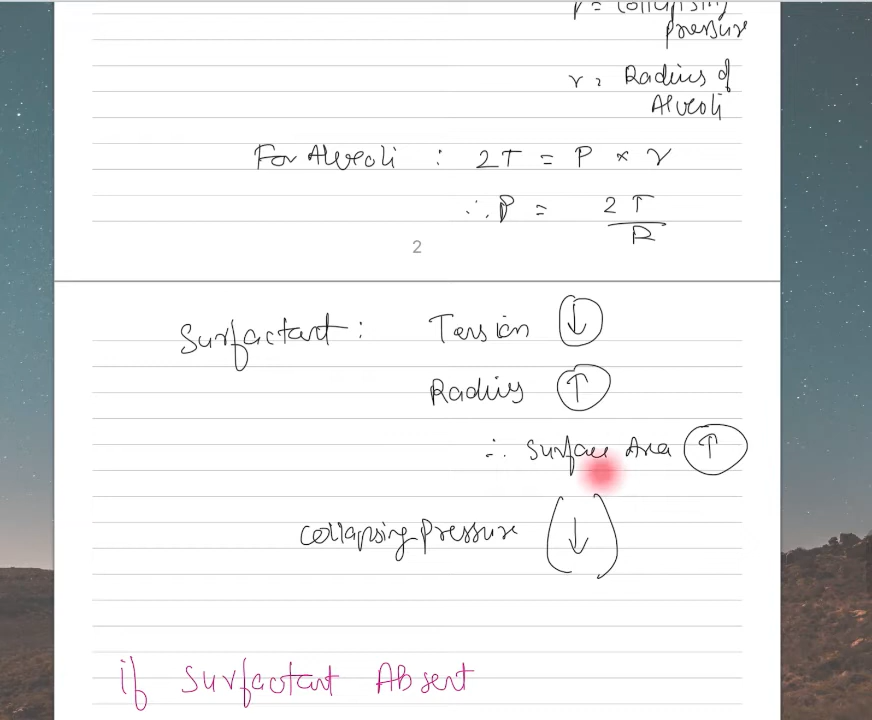 P = Collapsing
pressure
r = Radius of
Alveoli
For Alveoli : 2T = P × r
∴ P = 2T / R
2
Surfactant : Tension ↓
Radius ↑
∴ Surface Area ↑
Collapsing Pressure (↓)
if Surfactant Absent